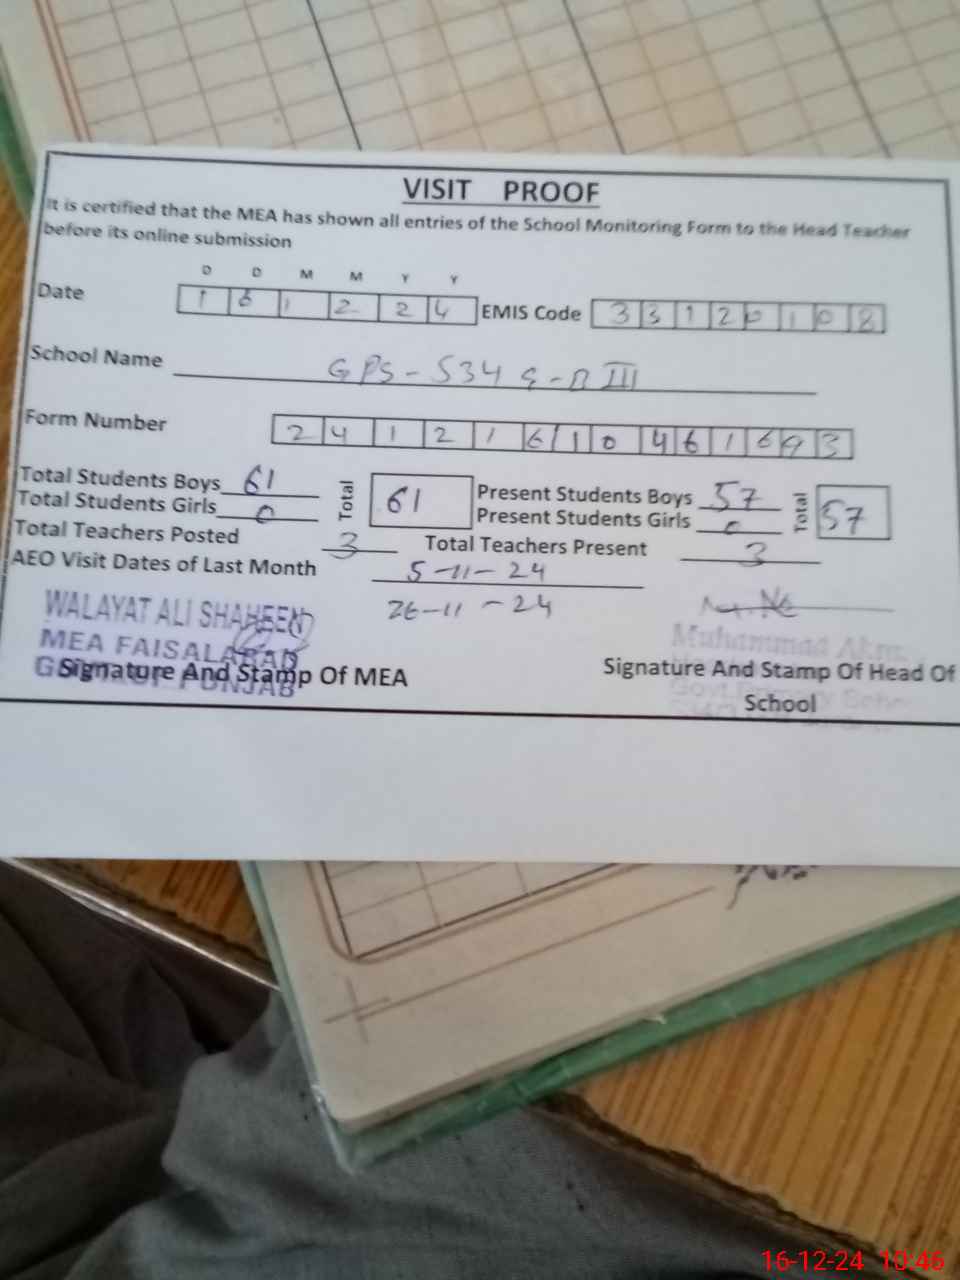 VISIT PROOF
It is certified that the MEA has shown all entries of the School Monitoring Form to the Head Teacher
before its online submission
D D M M Y Y
Date 1 6 1 2 2 4 EMIS Code 3 3 1 2 0 1 0 8
School Name GPS-534 G-B III
Form Number 2 4 1 2 1 6 1 0 4 6 1 6 9 3
Total Students Boys 61 Total 61 Present Students Boys 57 Total 57
Total Students Girls 0 Present Students Girls 0
Total Teachers Posted 3 Total Teachers Present 3
AEO Visit Dates of Last Month 5-11-24
26-11-24
WALAYAT ALI SHAHEEN
MEA FAISALABAD
GOVT. OF PUNJAB
Signature And Stamp Of MEA
Muhammad
Signature And Stamp Of Head Of
School
Govt. Primary
16-12-24 10:46